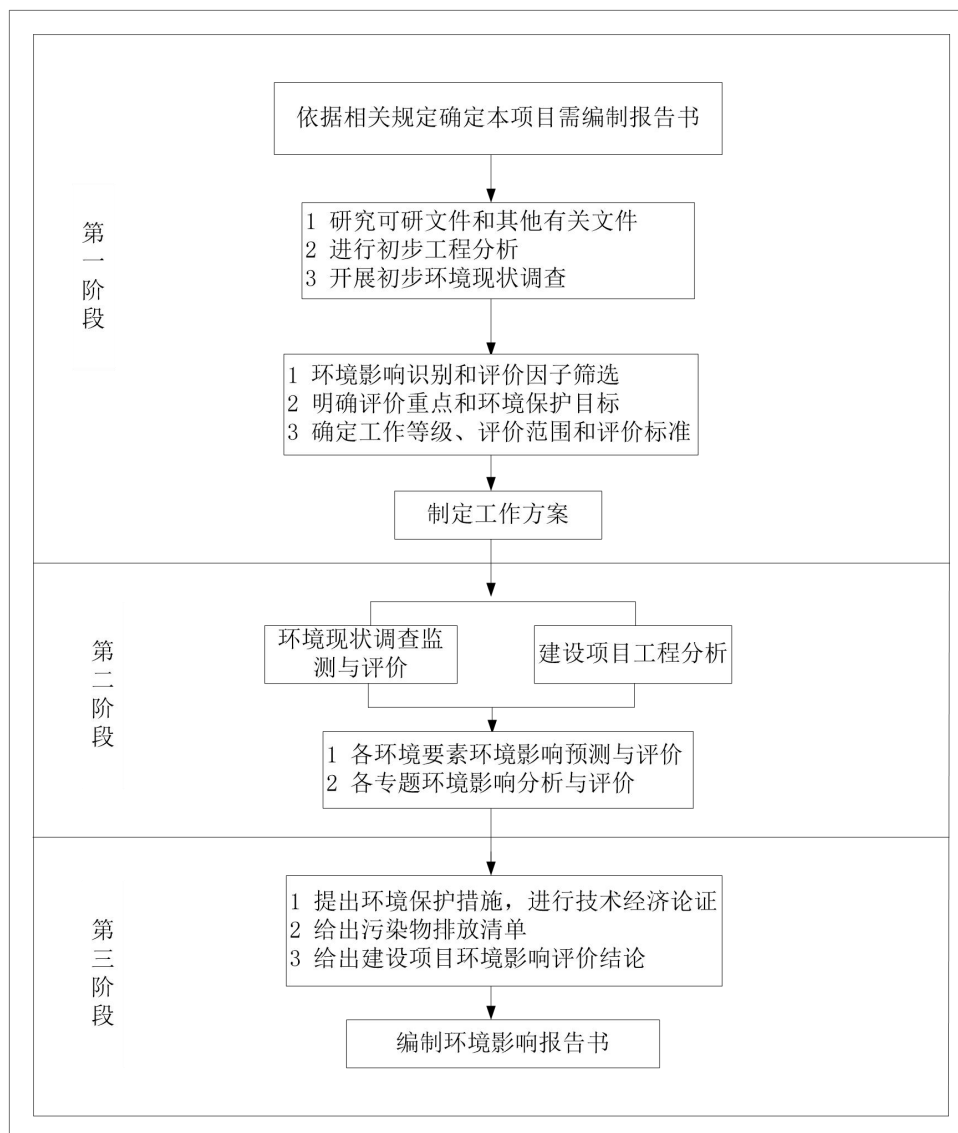 依据相关规定确定本项目需编制报告书
第一阶段
1 研究可研文件和其他有关文件
2 进行初步工程分析
3 开展初步环境现状调查
1 环境影响识别和评价因子筛选
2 明确评价重点和环境保护目标
3 确定工作等级、评价范围和评价标准
制定工作方案
第二阶段
环境现状调查监
测与评价
建设项目工程分析
1 各环境要素环境影响预测与评价
2 各专题环境影响分析与评价
第三阶段
1 提出环境保护措施，进行技术经济论证
2 给出污染物排放清单
3 给出建设项目环境影响评价结论
编制环境影响报告书